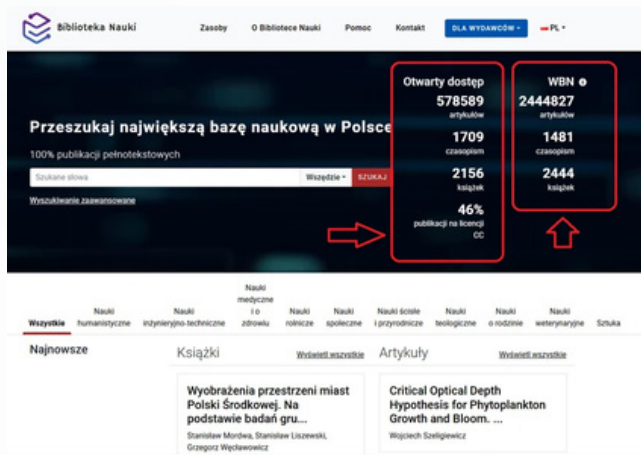 Biblioteka Nauki
Zasoby
O Bibliotece Nauki
Pomoc
Kontakt
DLA WYDAWCÓW
PL
Otwarty dostęp
578589
artykułów
1709
czasopism
2156
książek
46%
publikacji na licencji
CC
WBN
2444827
artykułów
1481
czasopism
2444
książek
Przeszukaj największą bazę naukową w Polsce
100% publikacji pełnotekstowych
Szukane słowa
Wszędzie
SZUKAJ
Wyszukiwanie zaawansowane
Wszystkie
Nauki
humanistyczne
Nauki
inżynieryjno-techniczne
Nauki
medyczne
i o
zdrowiu
Nauki
rolnicze
Nauki
społeczne
Nauki ścisłe
i przyrodnicze
Nauki
teologiczne
Nauki
o rodzinie
Nauki
weterynaryjne
Sztuka
Najnowsze
Książki
Wyświetl wszystkie
Wyobrażenia przestrzeni miast
Polski Środkowej. Na
podstawie badań gru...
Stanisław Mordwa, Stanisław Liszewski,
Grzegorz Węcławowicz
Artykuły
Wyświetl wszystkie
Critical Optical Depth
Hypothesis for Phytoplankton
Growth and Bloom. ...
Wojciech Szeligiewicz